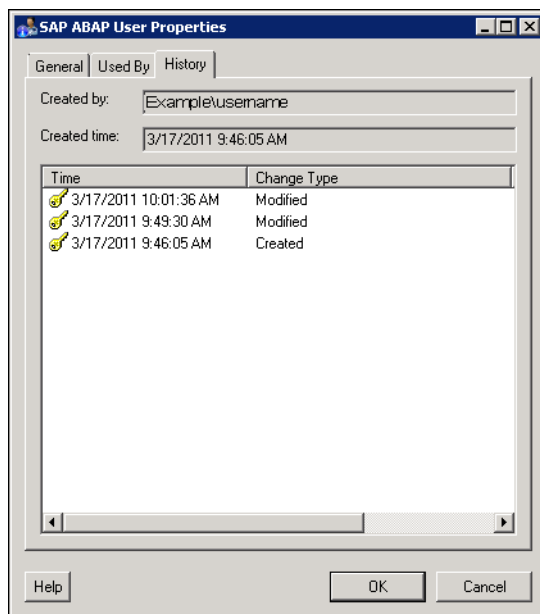 SAP ABAP User Properties
General Used By History
Created by: Example\username
Created time: 3/17/2011 9:46:05 AM
Time Change Type
3/17/2011 10:01:36 AM Modified
3/17/2011 9:49:30 AM Modified
3/17/2011 9:46:05 AM Created
Help OK Cancel